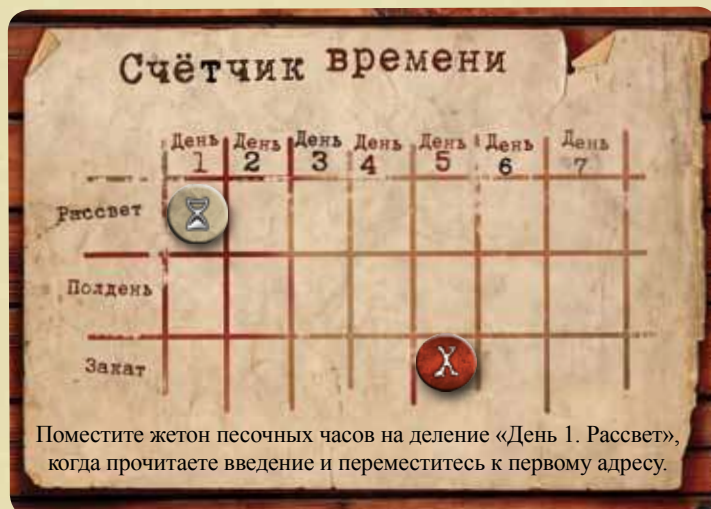 Счётчик времени
День День День День День День День
1 2 3 4 5 6 7
Рассвет
Полдень
Закат
X
Поместите жетон песочных часов на деление «День 1. Рассвет»,
когда прочитаете введение и переместитесь к первому адресу.